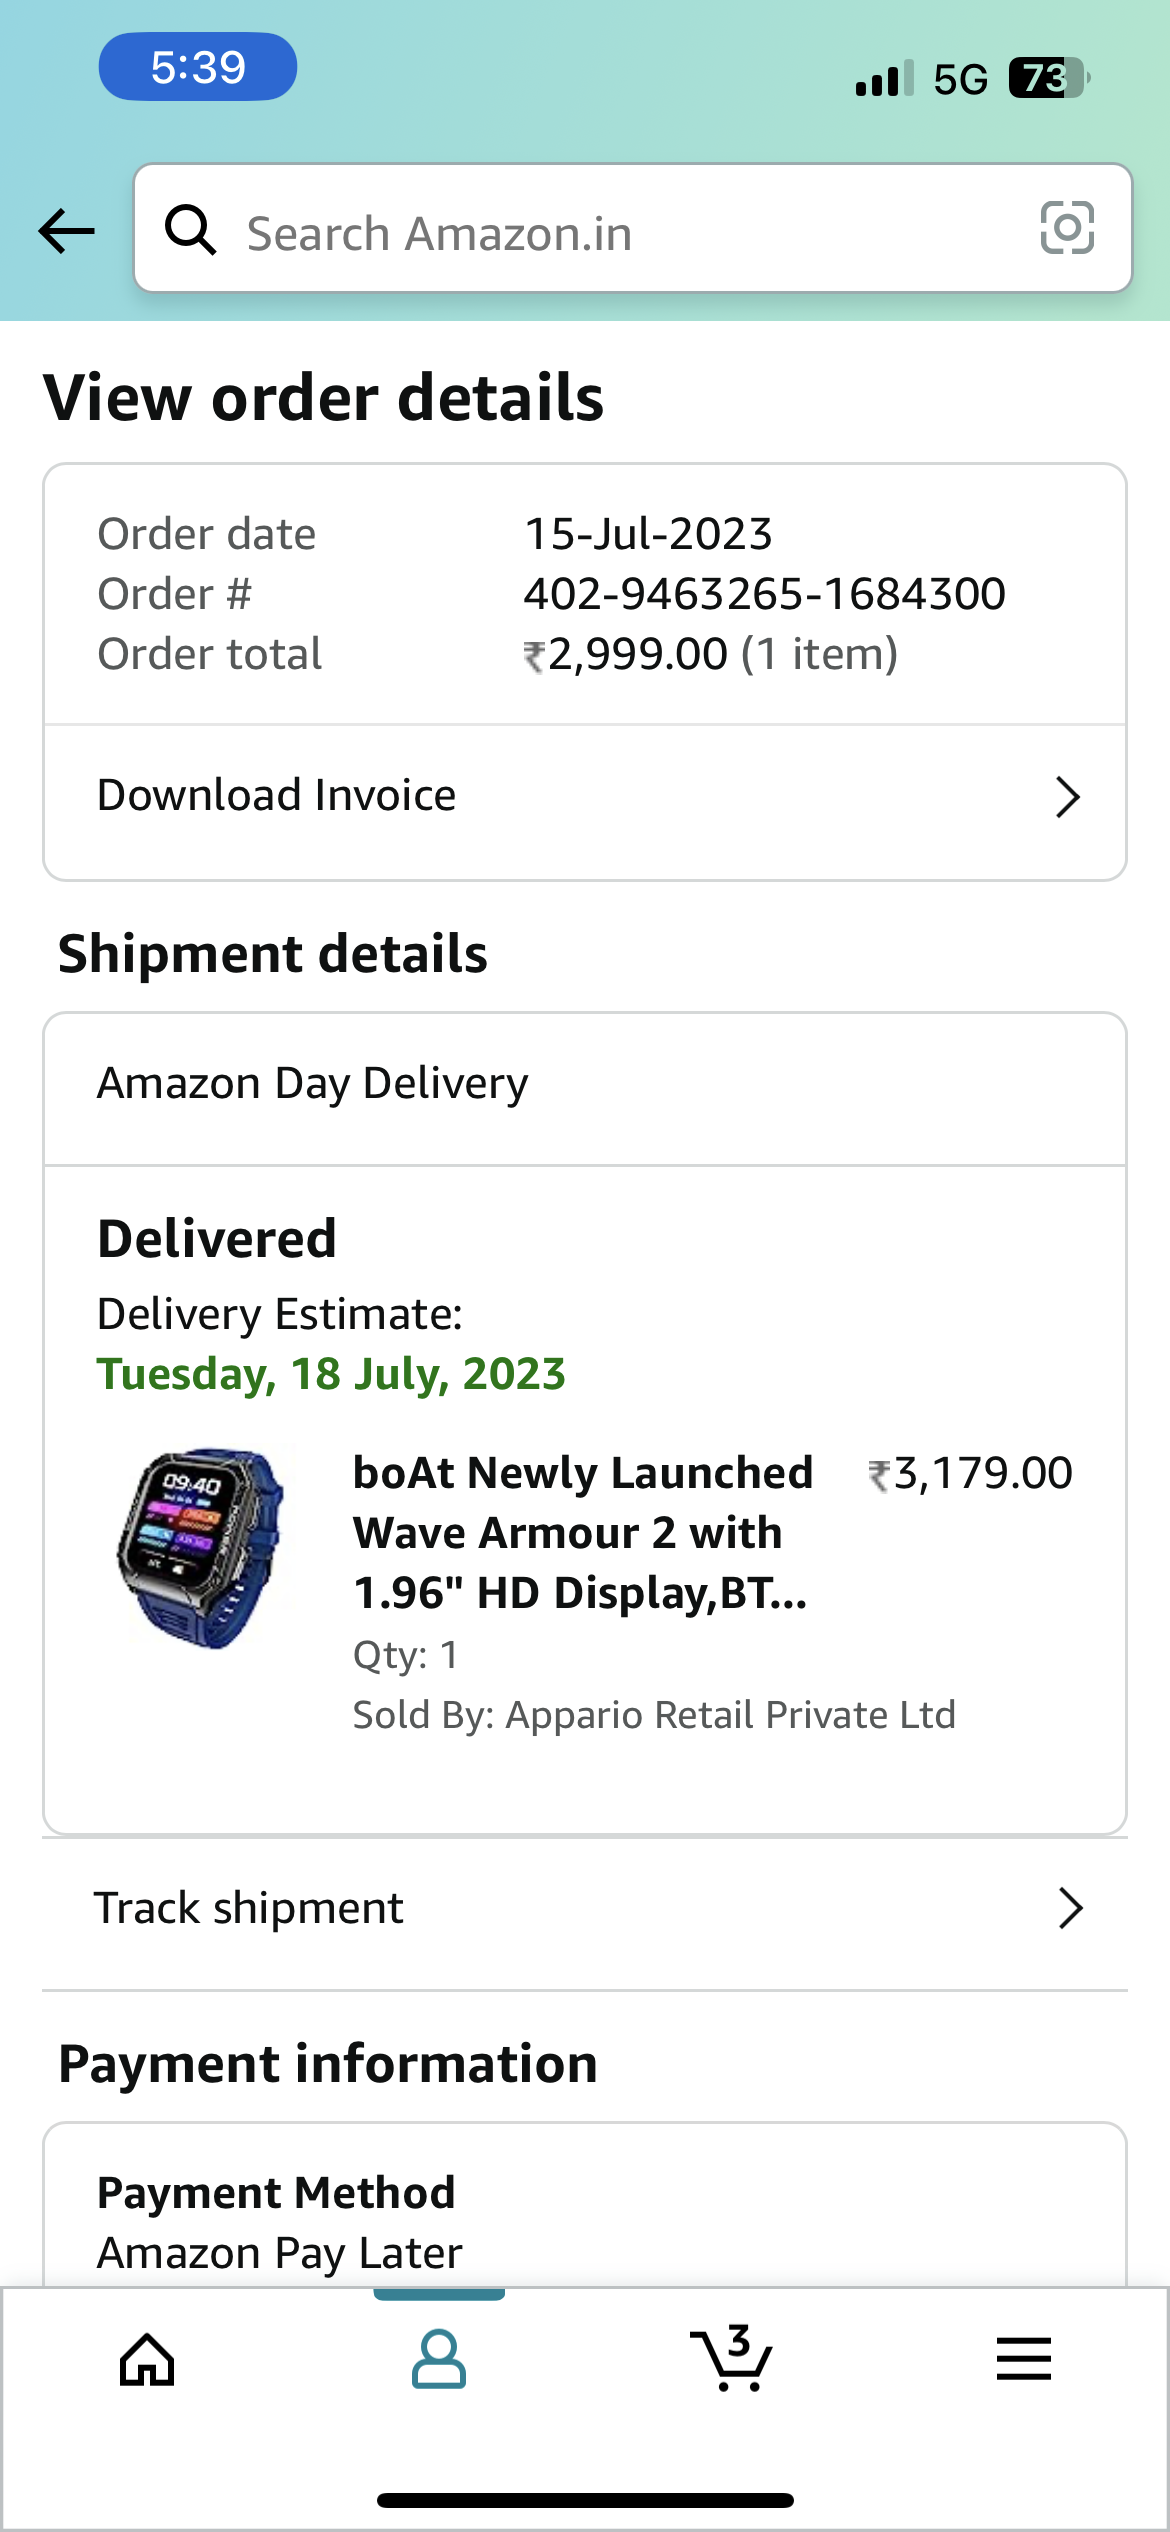 5:39
5G 73
Search Amazon.in
View order details
Order date 15-Jul-2023
Order # 402-9463265-1684300
Order total ₹2,999.00 (1 item)
Download Invoice
Shipment details
Amazon Day Delivery
Delivered
Delivery Estimate:
Tuesday, 18 July, 2023
09:40
boAt Newly Launched ₹3,179.00
Wave Armour 2 with
1.96" HD Display,BT...
Qty: 1
Sold By: Appario Retail Private Ltd
Track shipment
Payment information
Payment Method
Amazon Pay Later
3